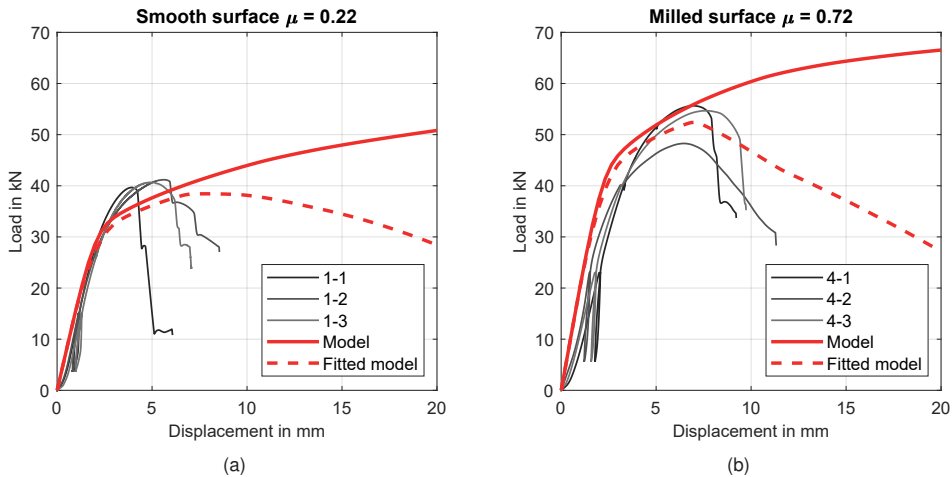 Smooth surface μ = 0.22
70
60
50
40
30
20
10
0
Load in kN
1-1
1-2
1-3
Model
Fitted model
0 5 10 15 20
Displacement in mm
(a)
Milled surface μ = 0.72
70
60
50
40
30
20
10
0
Load in kN
4-1
4-2
4-3
Model
Fitted model
0 5 10 15 20
Displacement in mm
(b)